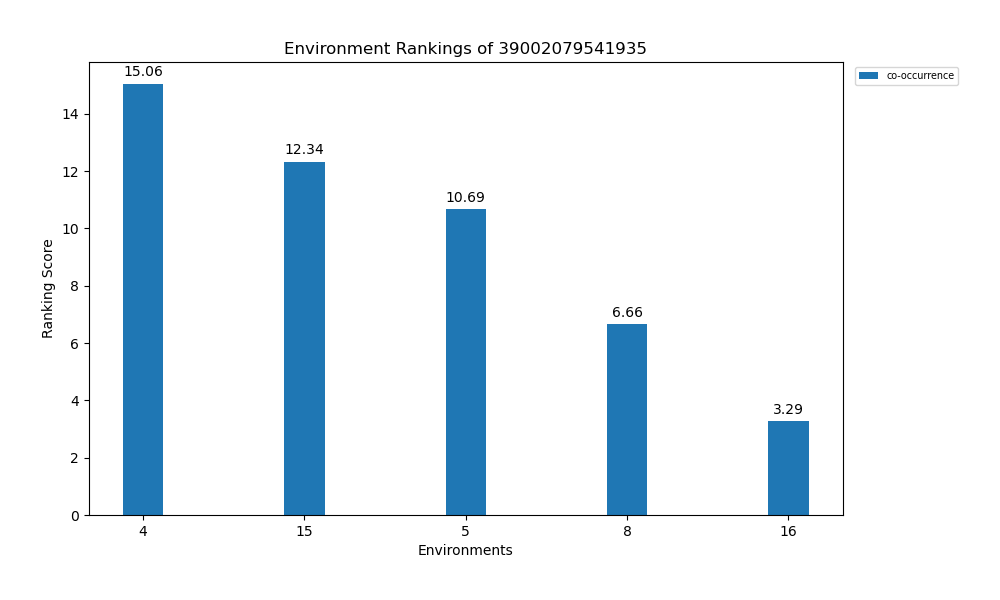 Environment Rankings of 39002079541935
co-occurrence
15.06
12.34
10.69
6.66
3.29
Ranking Score
14
12
10
8
6
4
2
0
4 15 5 8 16
Environments